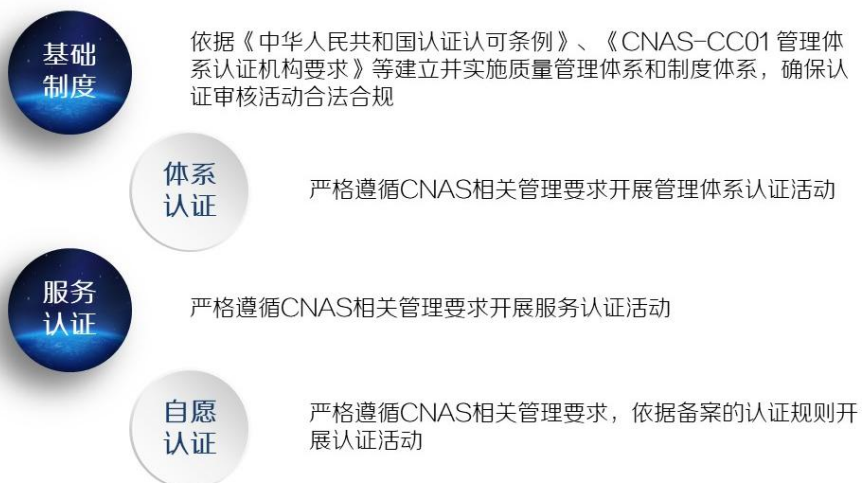 基础
制度
依据《中华人民共和国认证认可条例》、《CNAS-CC01 管理体
系认证机构要求》等建立并实施质量管理体系和制度体系，确保认
证审核活动合法合规
体系
认证
严格遵循CNAS相关管理要求开展管理体系认证活动
服务
认证
严格遵循CNAS相关管理要求开展服务认证活动
自愿
认证
严格遵循CNAS相关管理要求，依据备案的认证规则开
展认证活动